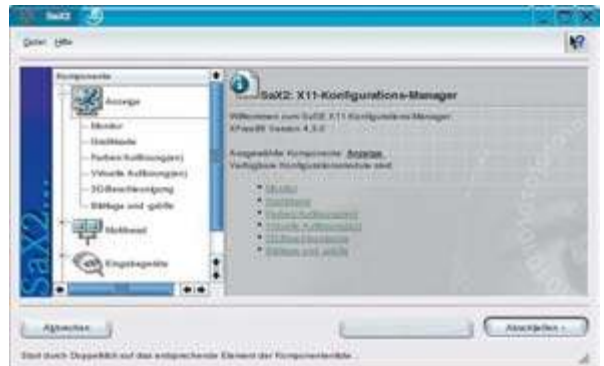 SaX2
Datei Hilfe
Komponente
Anzeige
Monitor
Farben/Auflösung(en)
Virtuelle Auflösung(en)
3D-Beschleunigung
Bildlage und -größe
Multihead
Eingabegeräte
SaX2...
SaX2: X11-Konfigurations-Manager
Willkommen zum SuSE X11-Konfigurations-Manager.
XFree86 Version 4.3.0
Ausgewählte Komponente: Anzeige
Verfügbare Konfigurationsmodule sind:
Monitor
Farben/Auflösung(en)
Virtuelle Auflösung(en)
3D-Beschleunigung
Bildlage und -größe
Abbrechen
Abschließen
Start durch Doppelklick auf das entsprechende Element der Komponentenliste